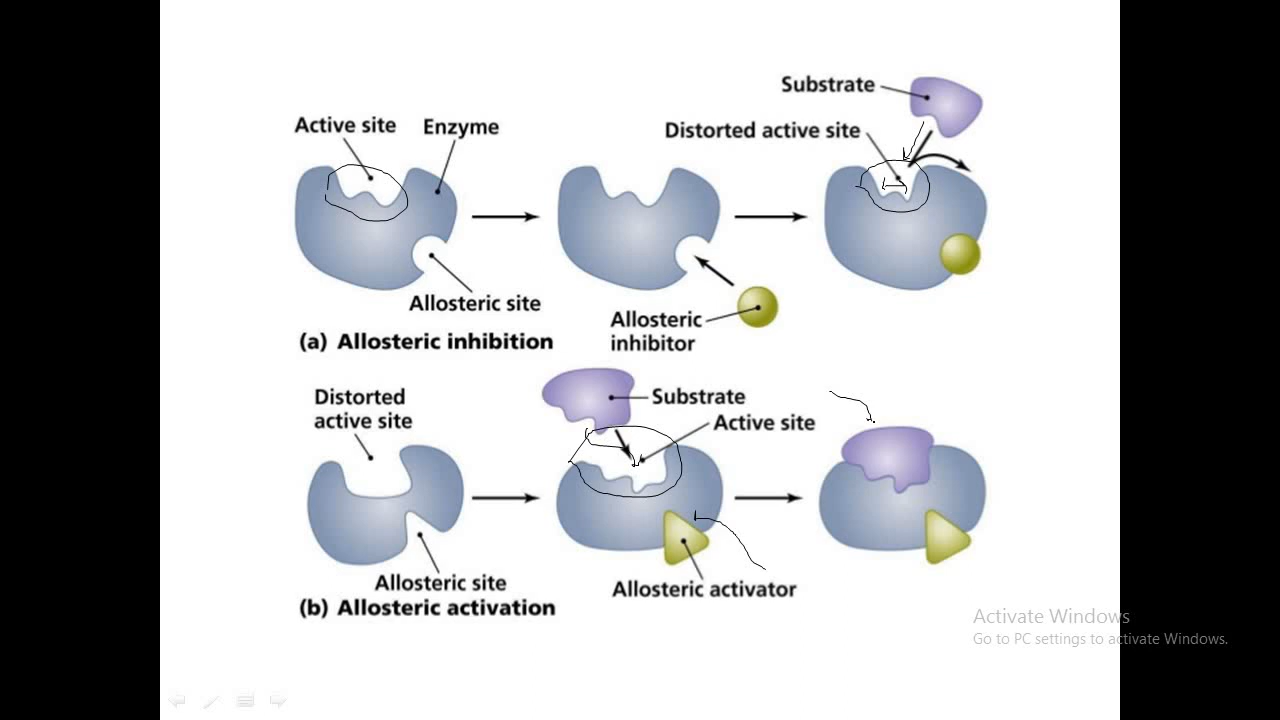 Substrate
Active site
Enzyme
Distorted active site
Allosteric site
Allosteric
inhibitor
(a) Allosteric inhibition
Distorted
active site
Substrate
Active site
Allosteric site
Allosteric activator
(b) Allosteric activation
Activate Windows
Go to PC settings to activate Windows.